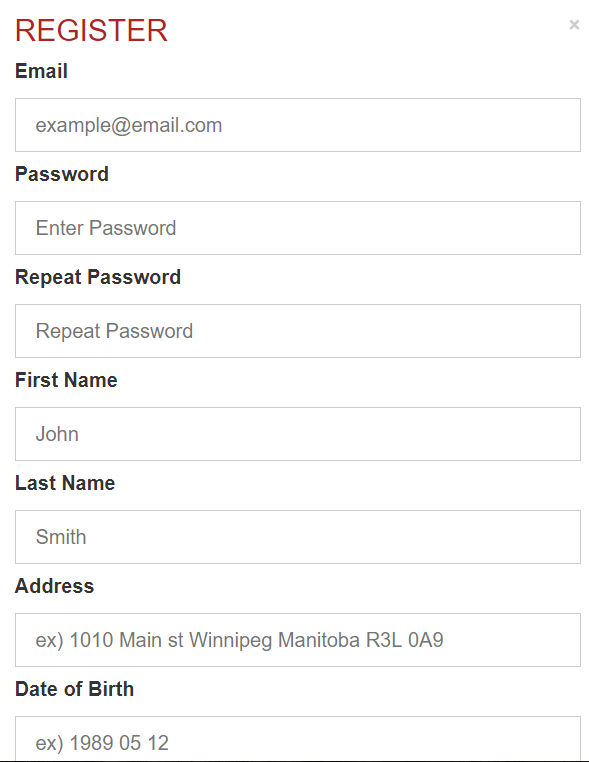 REGISTER ×
Email
example@email.com
Password
Enter Password
Repeat Password
Repeat Password
First Name
John
Last Name
Smith
Address
ex) 1010 Main st Winnipeg Manitoba R3L 0A9
Date of Birth
ex) 1989 05 12